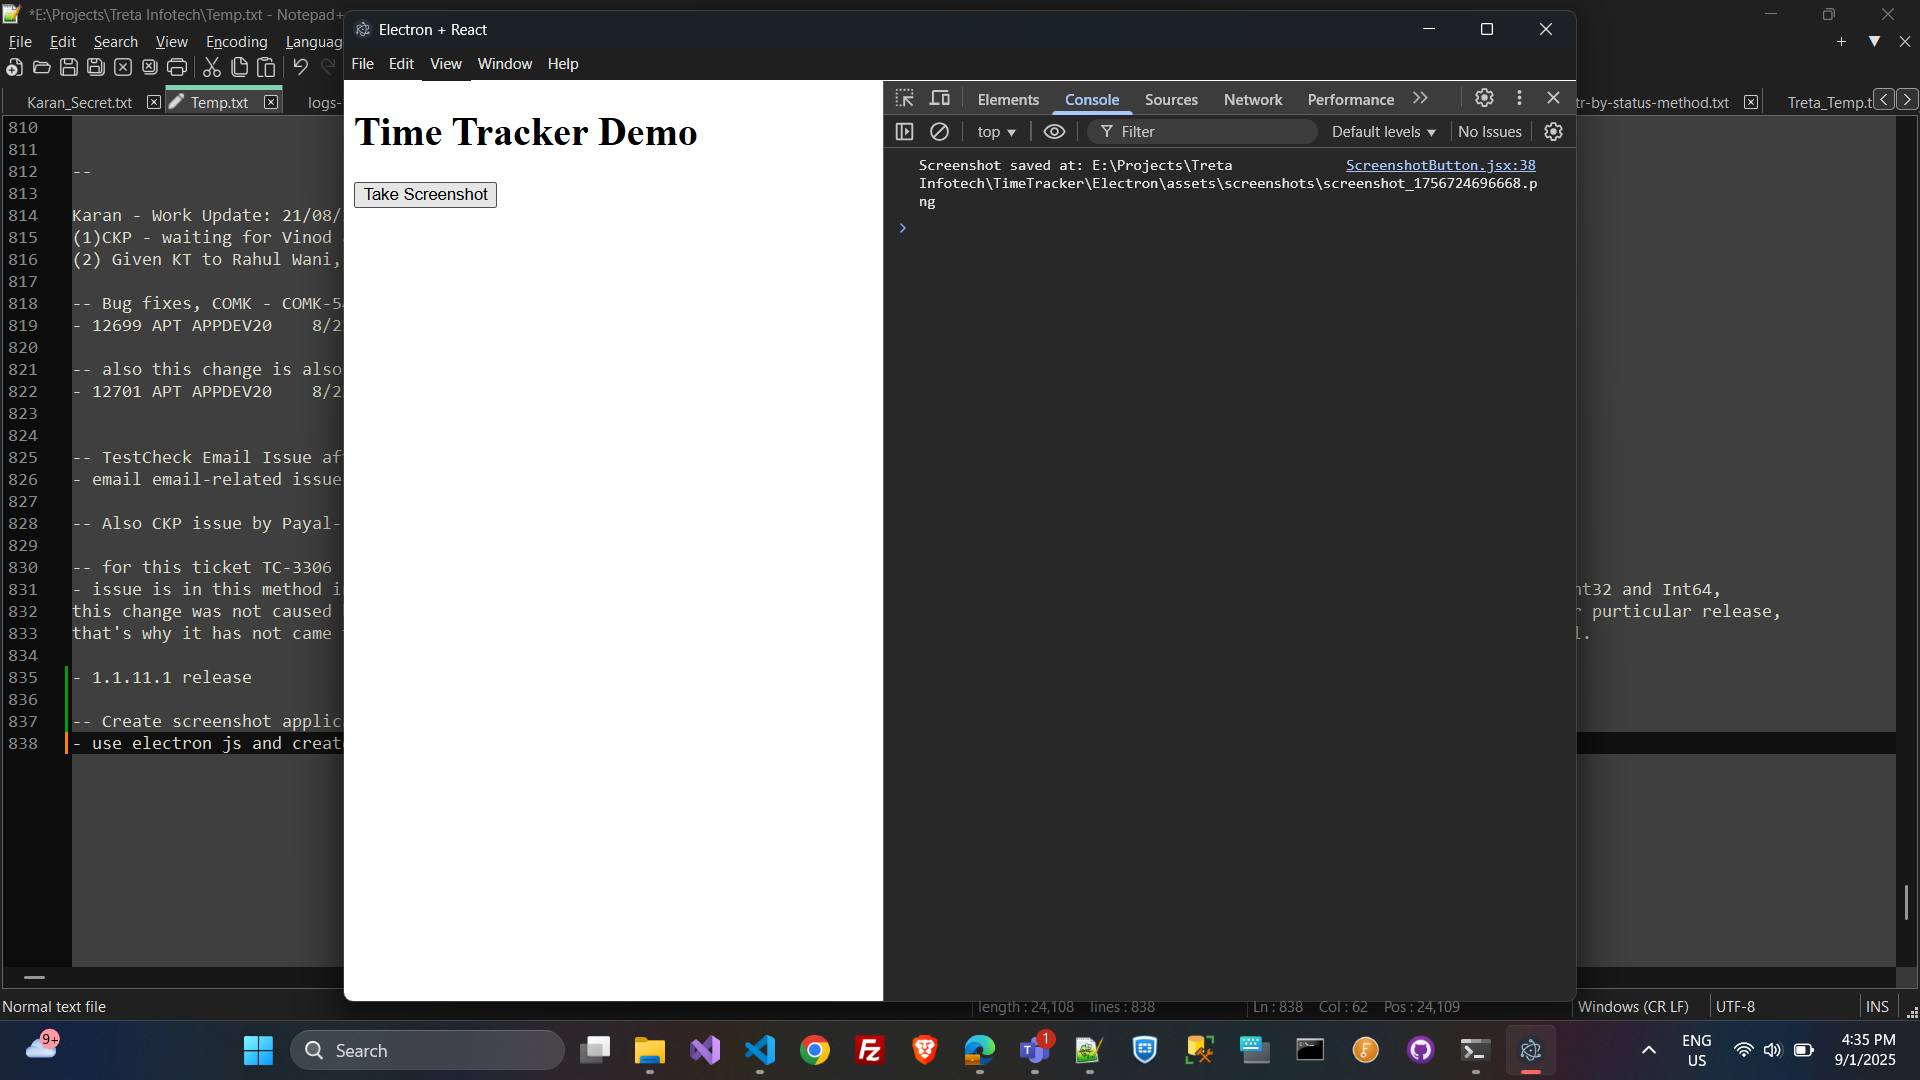 *E:\Projects\Treta Infotech\Temp.txt - Notepad+
File Edit Search View Encoding
Karan_Secret.txt Temp.txt logs-
810
811
812 --
813
814 Karan - Work Update: 21/08/
815 (1)CKP - waiting for Vinod
816 (2) Given KT to Rahul Wani,
817
818 -- Bug fixes, COMK - COMK-5
819 - 12699 APT APPDEV20 8/2
820
821 -- also this change is also
822 - 12701 APT APPDEV20 8/2
823
824
825 -- TestCheck Email Issue af
826 - email email-related issue
827
828 -- Also CKP issue by Payal-
829
830 -- for this ticket TC-3306
831 - issue is in this method i
832 this change was not caused
833 that's why it has not came
834
835 - 1.1.11.1 release
836
837 -- Create screenshot applic
838 - use electron js and creat
Normal text file
Electron + React
File Edit View Window Help
Time Tracker Demo
Take Screenshot
Elements Console Sources Network Performance
top Filter Default levels No Issues
Screenshot saved at: E:\Projects\Treta ScreenshotButton.jsx:38
Infotech\TimeTracker\Electron\assets\screenshots\screenshot_1756724696668.p
ng
tr-by-status-method.txt Treta_Temp.t
nt32 and Int64,
purticular release,
length : 24,108 lines : 838 Ln : 838 Col : 62 Pos : 24,109 Windows (CR LF) UTF-8 INS
9+
Search
1
ENG
US
4:35 PM
9/1/2025